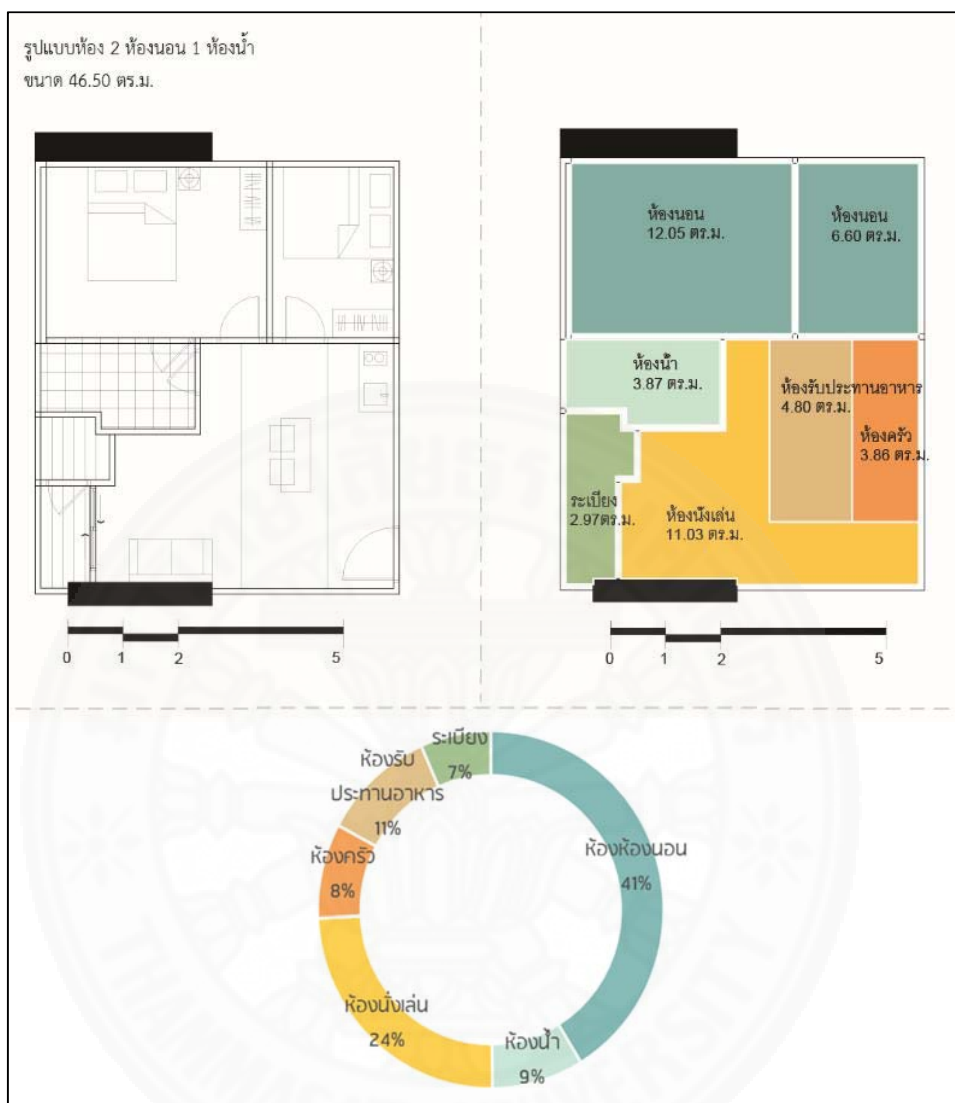 รูปแบบห้อง 2 ห้องนอน 1 ห้องน้ำ
ขนาด 46.50 ตร.ม.
ห้องนอน
12.05 ตร.ม.
ห้องนอน
6.60 ตร.ม.
ห้องน้ำ
3.87 ตร.ม.
ห้องรับประทานอาหาร
4.80 ตร.ม.
ห้องครัว
3.86 ตร.ม.
ระเบียง
2.97ตร.ม.
ห้องนั่งเล่น
11.03 ตร.ม.
0 1 2 5
0 1 2 5
ระเบียง
7%
ห้องรับ
ประทานอาหาร
11%
ห้องครัว
8%
ห้องห้องนอน
41%
ห้องนั่งเล่น
24%
ห้องน้ำ
9%